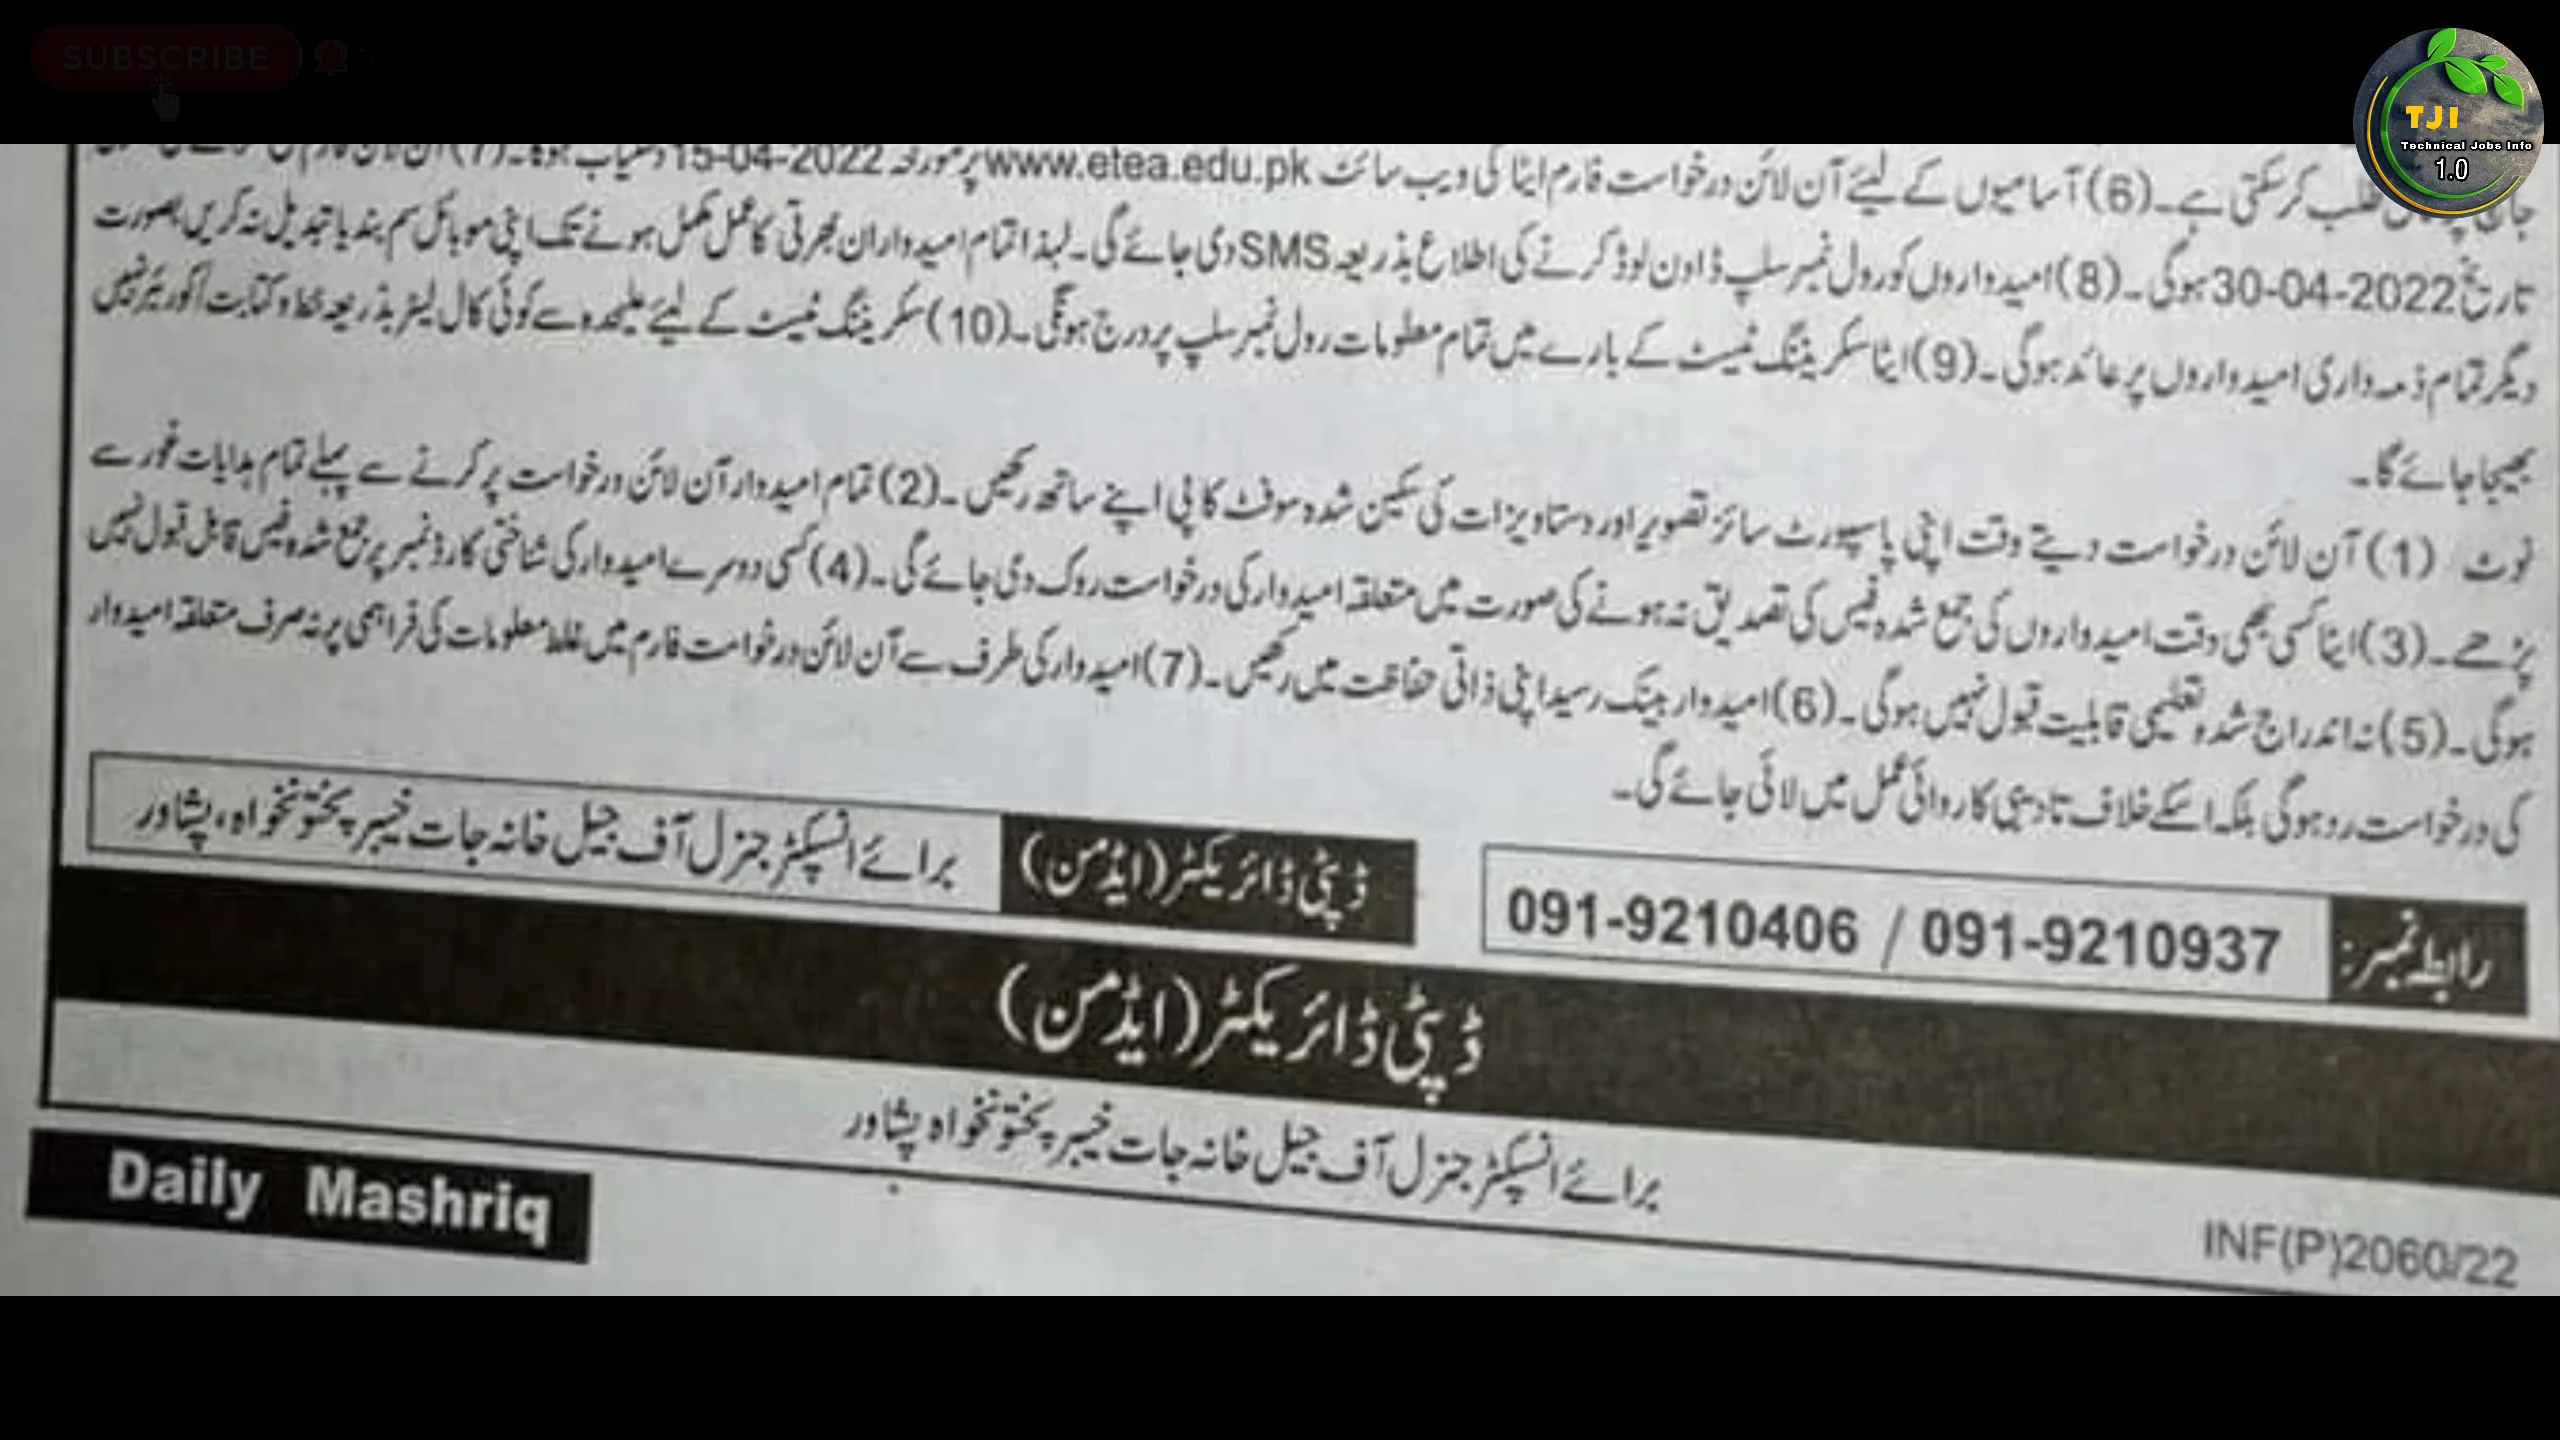 SUBSCRIBE
TJI
Technical Jobs Info
1.0
طلب کر سکتی ہے۔ (6) آسامیوں کے لیئے آن لائن درخواست فارم ایٹا کی ویب سائٹ www.etea.edu.pk پر مورخہ 15-04-2022 دستیاب ہوگا۔ (7) آن لائن فارم
تاریخ 30-04-2022 ہوگی۔ (8) امیدواروں کو رول نمبر سلپ ڈاون لوڈ کرنے کی اطلاع بذریعہ SMS دی جائے گی۔ لہذا تمام امیدواران بھرتی کا عمل مکمل ہونے تک اپنی موبائل سم بند یا تبدیل نہ کریں بصورت
دیگر تمام ذمہ داری امیدواروں پر عائد ہوگی۔ (9) ایٹا سکریننگ ٹیسٹ کے بارے میں تمام معلومات رول نمبر سلپ پر درج ہونگی۔ (10) سکریننگ ٹیسٹ کے لیئے علیحدہ سے کوئی کال لیٹر بذریعہ خط و کتابت / کورئیر نہیں
بھیجا جائے گا۔
نوٹ (1) آن لائن درخواست دیتے وقت اپنی پاسپورٹ سائز تصویر اور دستاویزات کی سکین شدہ سوفٹ کاپی اپنے ساتھ رکھیں۔ (2) تمام امیدوار آن لائن درخواست پر کرنے سے پہلے تمام ہدایات غور سے
پڑھے۔ (3) ایٹا کسی بھی وقت امیدواروں کی جمع شدہ فیس کی تصدیق نہ ہونے کی صورت میں متعلقہ امیدوار کی درخواست روک دی جائے گی۔ (4) کسی دوسرے امیدوار کی شناختی کارڈ نمبر پر جمع شدہ فیس قابل قبول نہیں
ہوگی۔ (5) نہ اندراج شدہ تعلیمی قابلیت قبول نہیں ہوگی۔ (6) امیدوار بینک رسید اپنی ذاتی حفاظت میں رکھیں۔ (7) امیدوار کی طرف سے آن لائن درخواست فارم میں غلط معلومات کی فراہمی پر نہ صرف متعلقہ امیدوار
کی درخواست رد ہوگی بلکہ اسکے خلاف تادیبی کاروائی عمل میں لائی جائے گی۔
رابطہ نمبر: 091-9210406 / 091-9210937
ڈپٹی ڈائریکٹر (ایڈمن) برائے انسپکٹر جنرل آف جیل خانہ جات خیبر پختونخواہ، پشاور
ڈپٹی ڈائریکٹر (ایڈمن)
برائے انسپکٹر جنرل آف جیل خانہ جات خیبر پختونخواہ پشاور
Daily Mashriq
INF(P)2060/22